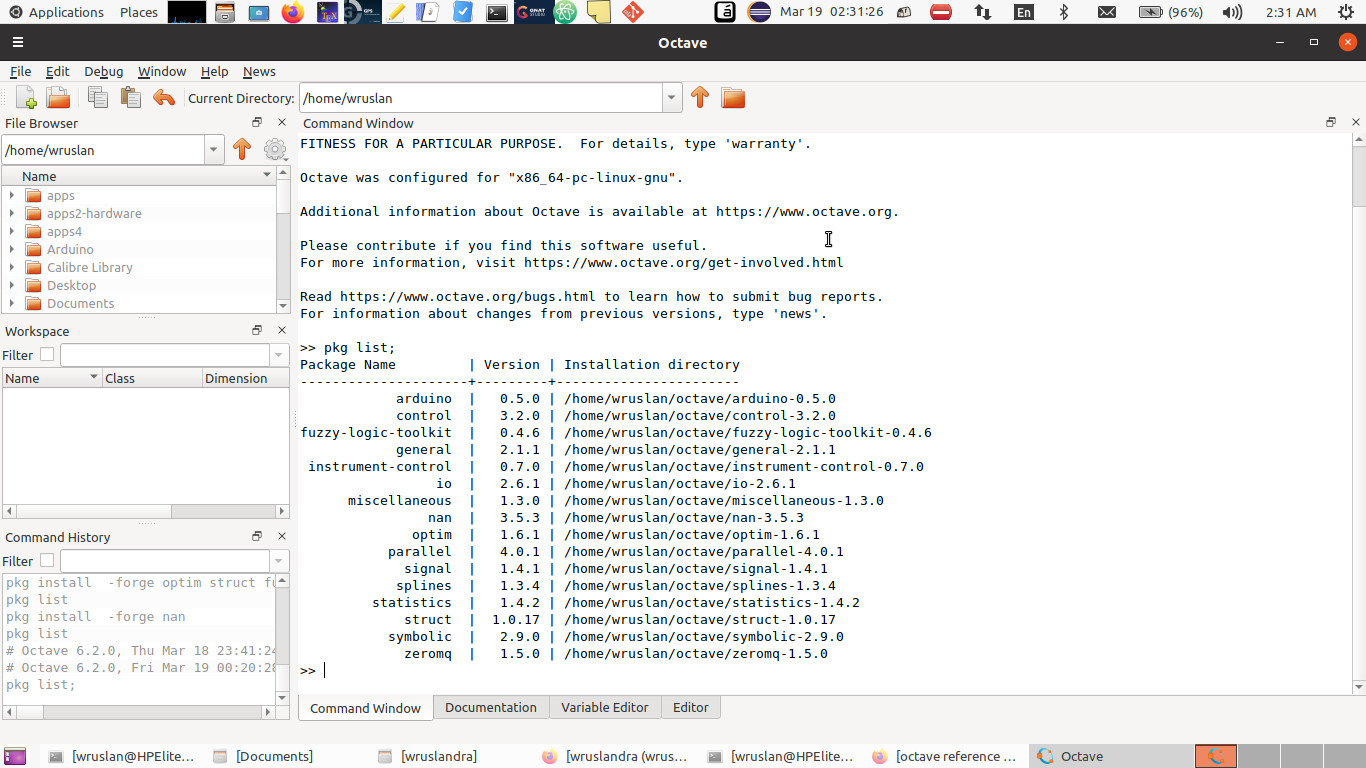 Applications Places Mar 19 02:31:26 En (96%) 2:31 AM
Octave
File Edit Debug Window Help News
Current Directory: /home/wruslan
File Browser
/home/wruslan
Name
apps
apps2-hardware
apps4
Arduino
Calibre Library
Desktop
Documents
Workspace
Filter
Name Class Dimension
Command History
Filter
pkg install  -forge optim struct fu
pkg list
pkg install  -forge nan
pkg list
# Octave 6.2.0, Thu Mar 18 23:41:24
# Octave 6.2.0, Fri Mar 19 00:20:28
pkg list;
Command Window
FITNESS FOR A PARTICULAR PURPOSE.  For details, type 'warranty'.
Octave was configured for "x86_64-pc-linux-gnu".
Additional information about Octave is available at https://www.octave.org.
Please contribute if you find this software useful.
For more information, visit https://www.octave.org/get-involved.html
Read https://www.octave.org/bugs.html to learn how to submit bug reports.
For information about changes from previous versions, type 'news'.
>> pkg list;
Package Name         | Version | Installation directory
---------------------+---------+-----------------------
arduino  |   0.5.0 | /home/wruslan/octave/arduino-0.5.0
control  |   3.2.0 | /home/wruslan/octave/control-3.2.0
fuzzy-logic-toolkit  |   0.4.6 | /home/wruslan/octave/fuzzy-logic-toolkit-0.4.6
general  |   2.1.1 | /home/wruslan/octave/general-2.1.1
instrument-control  |   0.7.0 | /home/wruslan/octave/instrument-control-0.7.0
io  |   2.6.1 | /home/wruslan/octave/io-2.6.1
miscellaneous  |   1.3.0 | /home/wruslan/octave/miscellaneous-1.3.0
nan  |   3.5.3 | /home/wruslan/octave/nan-3.5.3
optim  |   1.6.1 | /home/wruslan/octave/optim-1.6.1
parallel  |   4.0.1 | /home/wruslan/octave/parallel-4.0.1
signal  |   1.4.1 | /home/wruslan/octave/signal-1.4.1
splines  |   1.3.4 | /home/wruslan/octave/splines-1.3.4
statistics  |   1.4.2 | /home/wruslan/octave/statistics-1.4.2
struct  |  1.0.17 | /home/wruslan/octave/struct-1.0.17
symbolic  |   2.9.0 | /home/wruslan/octave/symbolic-2.9.0
zeromq  |   1.5.0 | /home/wruslan/octave/zeromq-1.5.0
>>
Command Window Documentation Variable Editor Editor
[wruslan@HPElite... [Documents] [wruslandra] [wruslandra (wrus... [wruslan@HPElite... [octave reference ... Octave